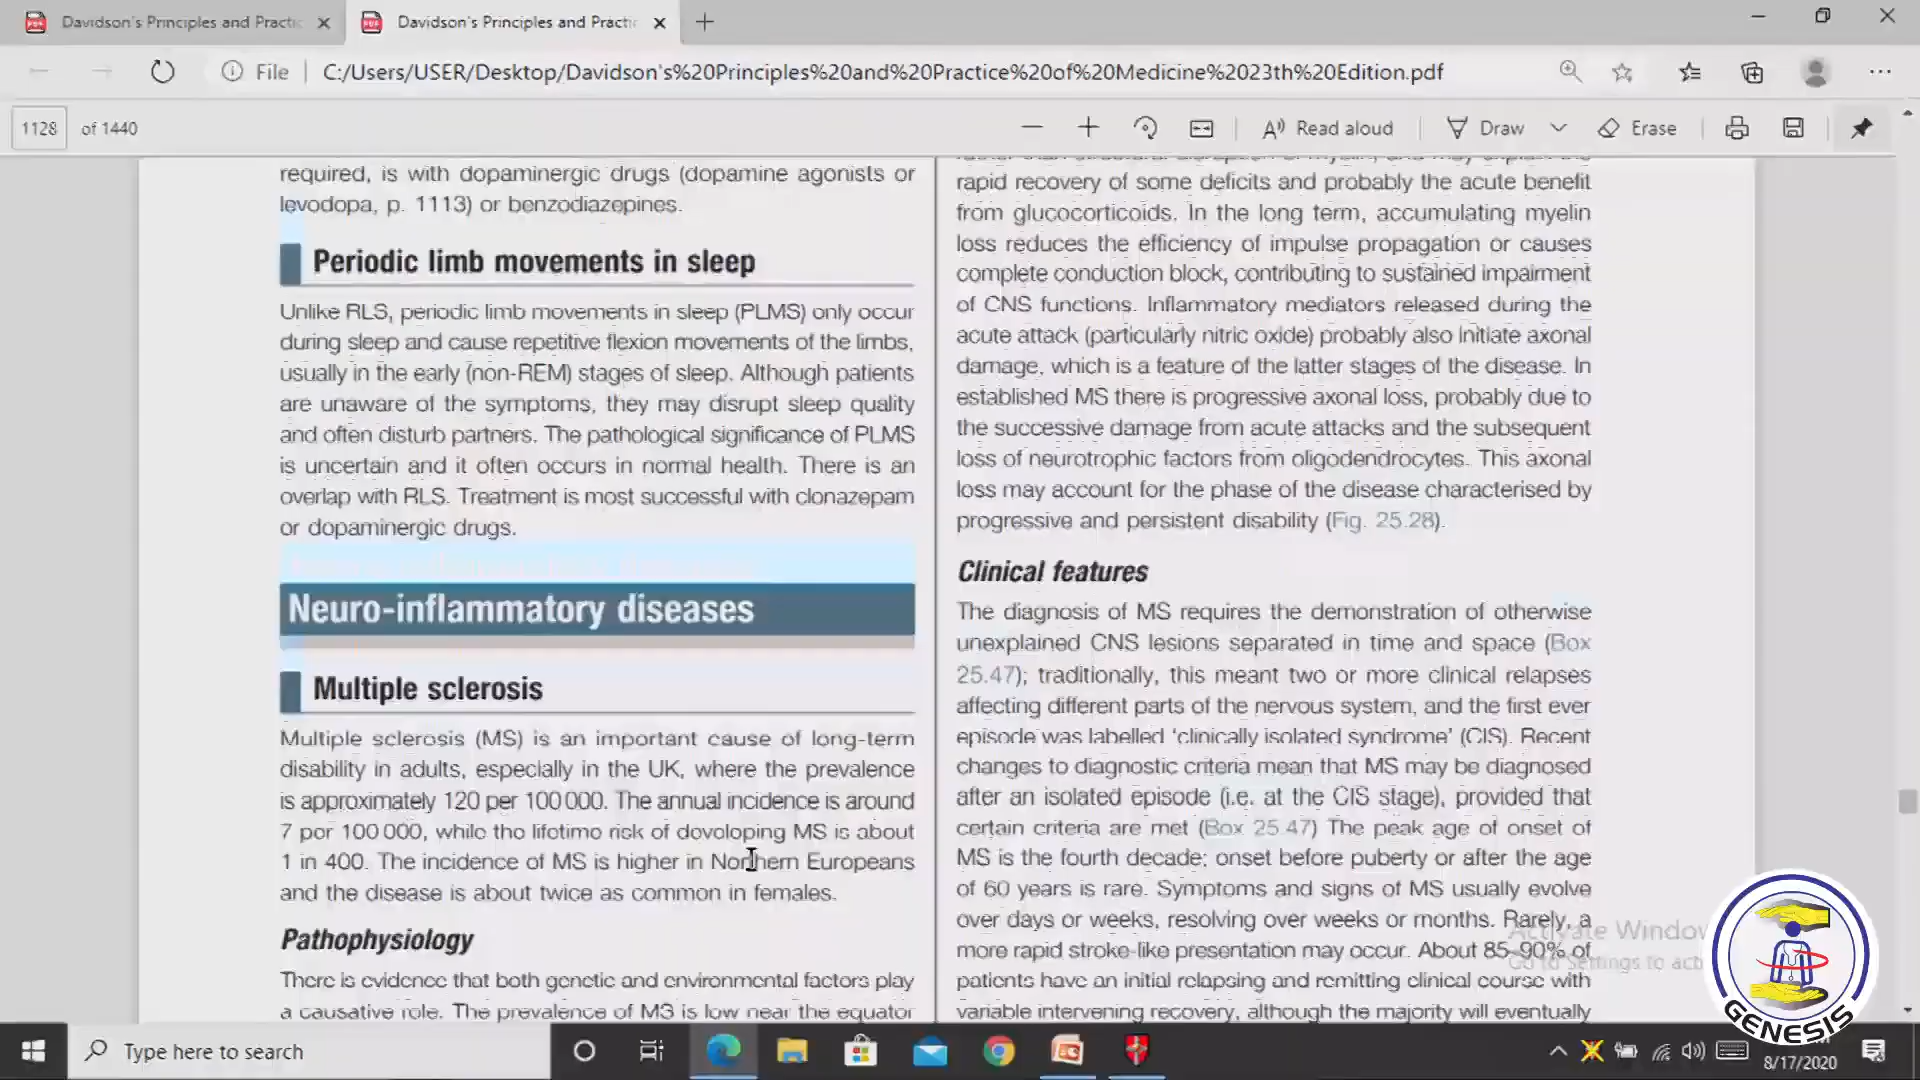 Davidson's Principles and Practic
Davidson's Principles and Practi
File
C:/Users/USER/Desktop/Davidson's%20Principles%20and%20Practice%20of%20Medicine%2023th%20Edition.pdf
1128 of 1440
Read aloud
Draw
Erase
required, is with dopaminergic drugs (dopamine agonists or
levodopa, p. 1113) or benzodiazepines.
Periodic limb movements in sleep
Unlike RLS, periodic limb movements in sleep (PLMS) only occur
during sleep and cause repetitive flexion movements of the limbs,
usually in the early (non-REM) stages of sleep. Although patients
are unaware of the symptoms, they may disrupt sleep quality
and often disturb partners. The pathological significance of PLMS
is uncertain and it often occurs in normal health. There is an
overlap with RLS. Treatment is most successful with clonazepam
or dopaminergic drugs.
Neuro-inflammatory diseases
Multiple sclerosis
Multiple sclerosis (MS) is an important cause of long-term
disability in adults, especially in the UK, where the prevalence
is approximately 120 per 100 000. The annual incidence is around
7 per 100 000, while the lifetime risk of developing MS is about
1 in 400. The incidence of MS is higher in Northern Europeans
and the disease is about twice as common in females.
Pathophysiology
There is evidence that both genetic and environmental factors play
a causative role. The prevalence of MS is low near the equator
rapid recovery of some deficits and probably the acute benefit
from glucocorticoids. In the long term, accumulating myelin
loss reduces the efficiency of impulse propagation or causes
complete conduction block, contributing to sustained impairment
of CNS functions. Inflammatory mediators released during the
acute attack (particularly nitric oxide) probably also initiate axonal
damage, which is a feature of the latter stages of the disease. In
established MS there is progressive axonal loss, probably due to
the successive damage from acute attacks and the subsequent
loss of neurotrophic factors from oligodendrocytes. This axonal
loss may account for the phase of the disease characterised by
progressive and persistent disability (Fig. 25.28).
Clinical features
The diagnosis of MS requires the demonstration of otherwise
unexplained CNS lesions separated in time and space (Box
25.47); traditionally, this meant two or more clinical relapses
affecting different parts of the nervous system, and the first ever
episode was labelled 'clinically isolated syndrome' (CIS). Recent
changes to diagnostic criteria mean that MS may be diagnosed
after an isolated episode (i.e. at the CIS stage), provided that
certain criteria are met (Box 25.47) The peak age of onset of
MS is the fourth decade; onset before puberty or after the age
of 60 years is rare. Symptoms and signs of MS usually evolve
over days or weeks, resolving over weeks or months. Rarely, a
more rapid stroke-like presentation may occur. About 85–90% of
patients have an initial relapsing and remitting clinical course with
variable intervening recovery, although the majority will eventually
Activate Window
Go to Settings to acti
GENESIS
Type here to search
8/17/2020